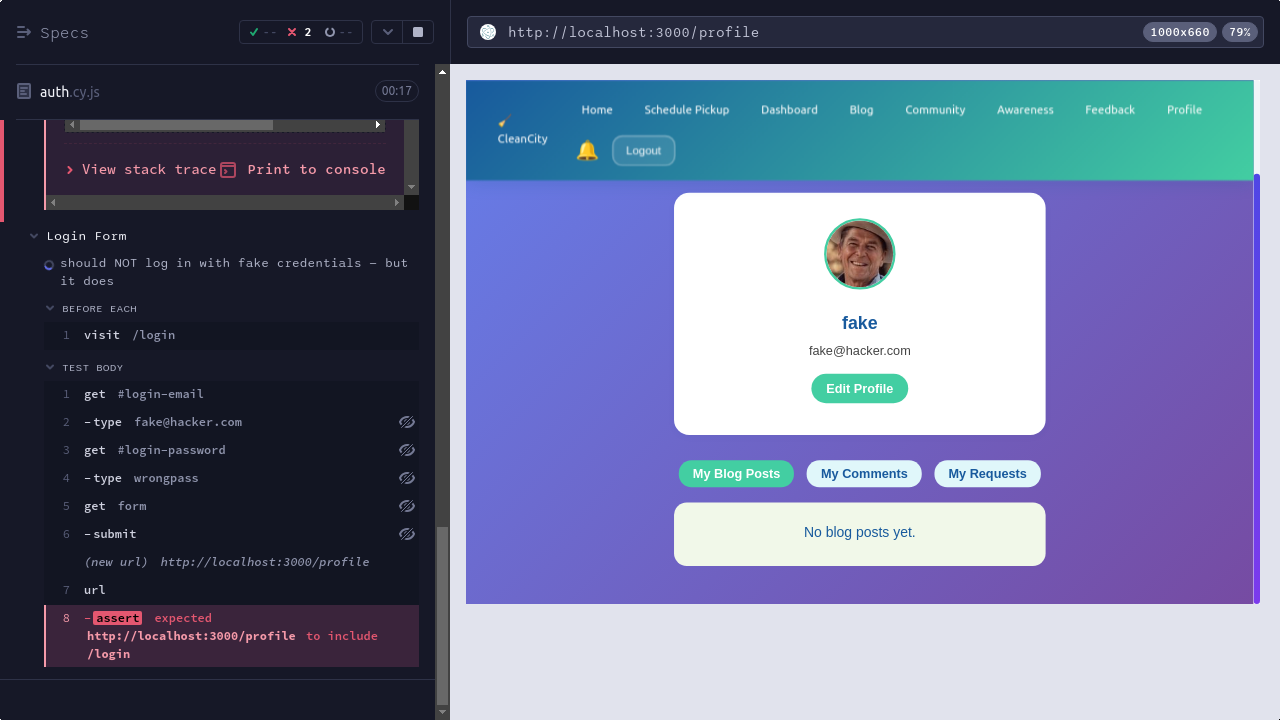 Specs
-- 2 --
auth.cy.js
00:17
View stack trace Print to console
Login Form
should NOT log in with fake credentials – but
it does
BEFORE EACH
1 visit /login
TEST BODY
1 get #login-email
2 -type fake@hacker.com
3 get #login-password
4 -type wrongpass
5 get form
6 -submit
(new url) http://localhost:3000/profile
7 url
8 -assert expected
http://localhost:3000/profile to include
/login
http://localhost:3000/profile
1000x660 79%
CleanCity
Home Schedule Pickup Dashboard Blog Community Awareness Feedback Profile
Logout
fake
fake@hacker.com
Edit Profile
My Blog Posts My Comments My Requests
No blog posts yet.